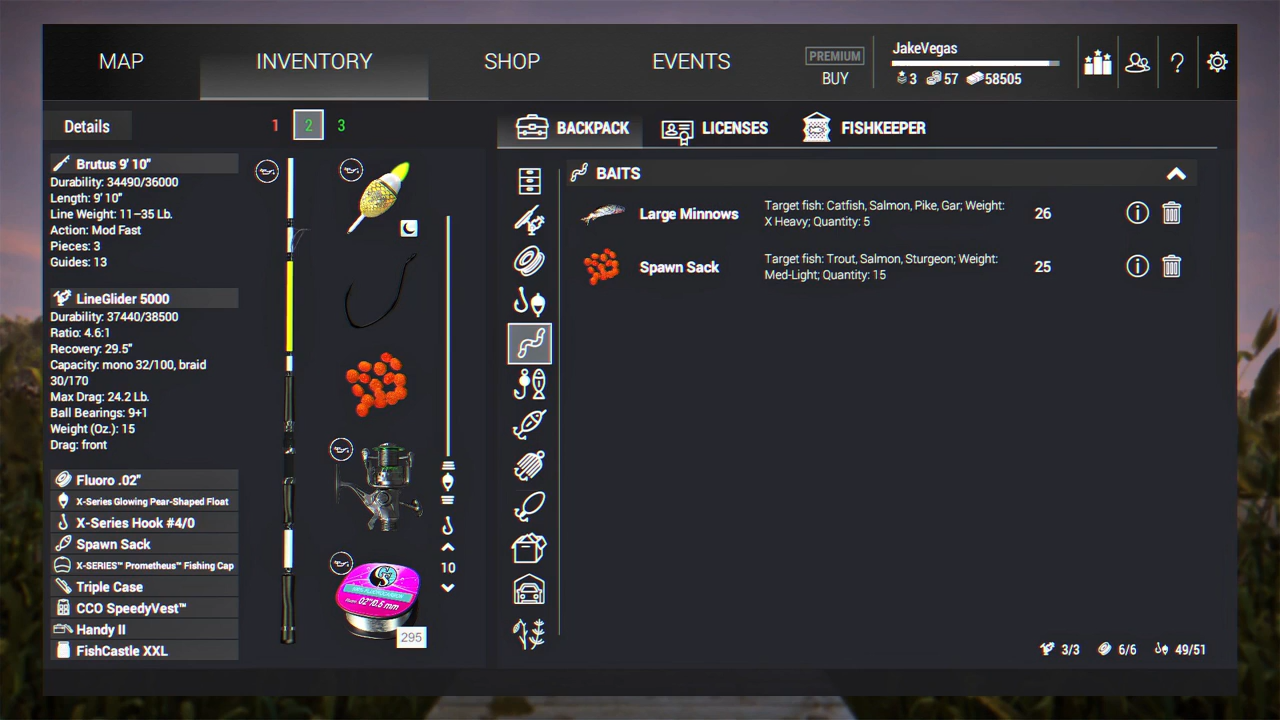 MAP
INVENTORY
SHOP
EVENTS
PREMIUM
BUY
JakeVegas
3 57 58505
Details
1 2 3
BACKPACK
LICENSES
FISHKEEPER
Brutus 9' 10"
Durability: 34490/36000
Length: 9' 10"
Line Weight: 11–35 Lb.
Action: Mod Fast
Pieces: 3
Guides: 13
LineGlider 5000
Durability: 37440/38500
Ratio: 4.6:1
Recovery: 29.5"
Capacity: mono 32/100, braid
30/170
Max Drag: 24.2 Lb.
Ball Bearings: 9+1
Weight (Oz.): 15
Drag: front
Fluoro .02"
X-Series Glowing Pear-Shaped Float
X-Series Hook #4/0
Spawn Sack
X-SERIES™ Prometheus™ Fishing Cap
Triple Case
CCO SpeedyVest™
Handy II
FishCastle XXL
.02"/0.5 mm
295
10
BAITS
Large Minnows
Target fish: Catfish, Salmon, Pike, Gar; Weight:
X Heavy; Quantity: 5
26
Spawn Sack
Target fish: Trout, Salmon, Sturgeon; Weight:
Med-Light; Quantity: 15
25
3/3 6/6 49/51